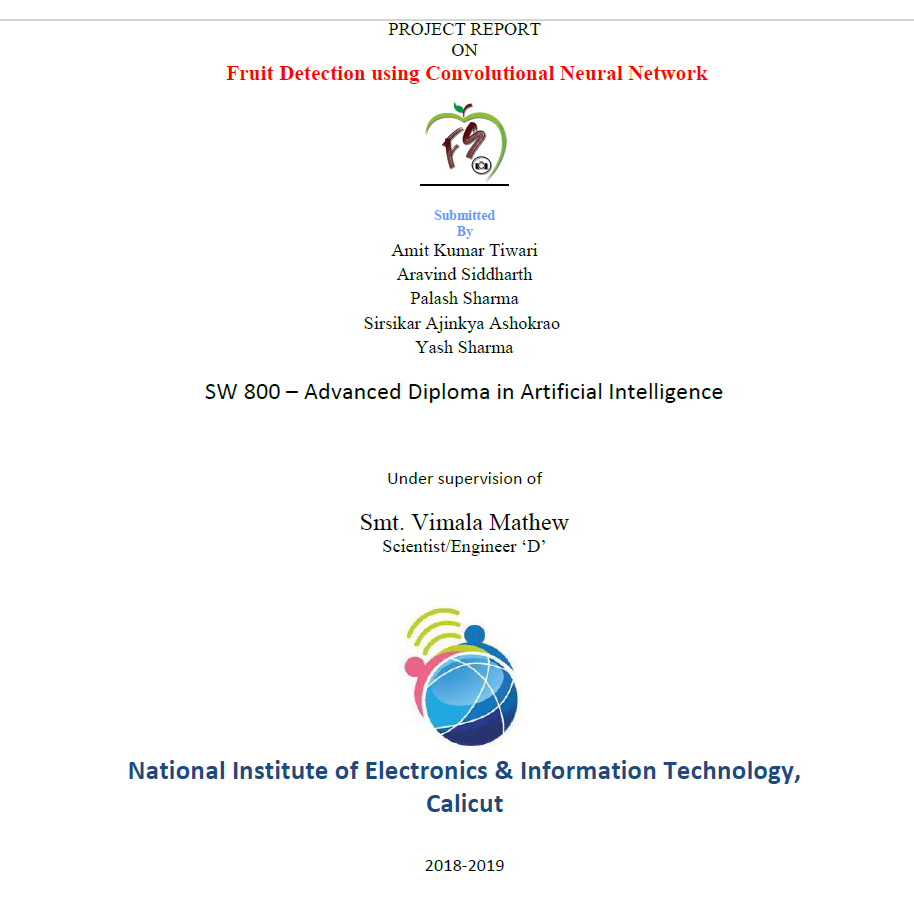 PROJECT REPORT
ON
Fruit Detection using Convolutional Neural Network
FS
Submitted
By
Amit Kumar Tiwari
Aravind Siddharth
Palash Sharma
Sirsikar Ajinkya Ashokrao
Yash Sharma
SW 800 – Advanced Diploma in Artificial Intelligence
Under supervision of
Smt. Vimala Mathew
Scientist/Engineer ‘D’
National Institute of Electronics & Information Technology,
Calicut
2018-2019